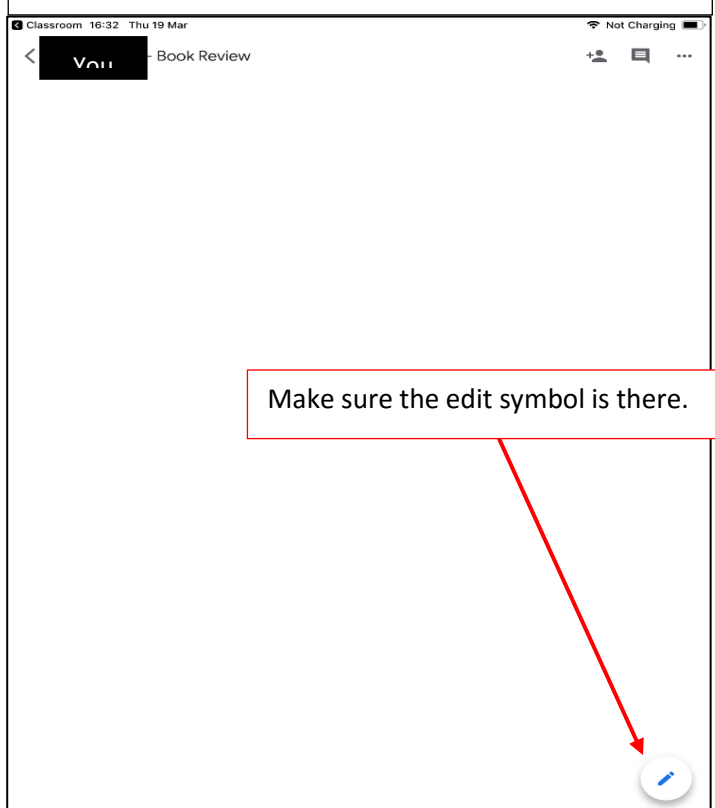 Classroom 16:32 Thu 19 Mar Not Charging
You - Book Review
Make sure the edit symbol is there.